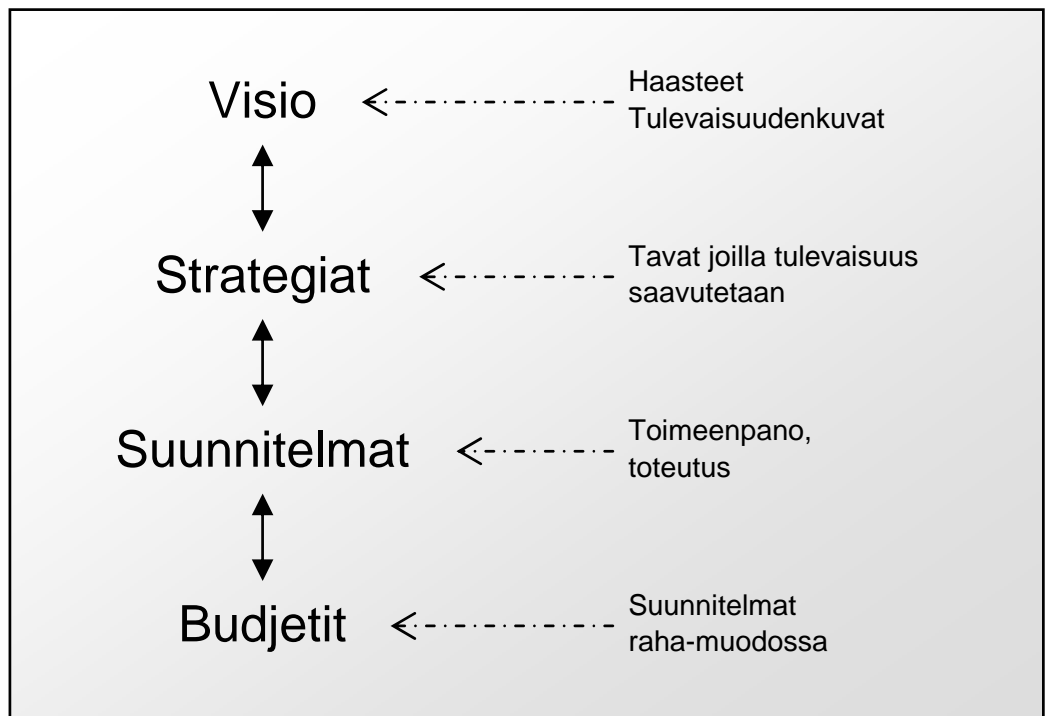 Visio
Haasteet
Tulevaisuudenkuvat
Strategiat
Tavat joilla tulevaisuus
saavutetaan
Suunnitelmat
Toimeenpano,
toteutus
Budjetit
Suunnitelmat
raha-muodossa